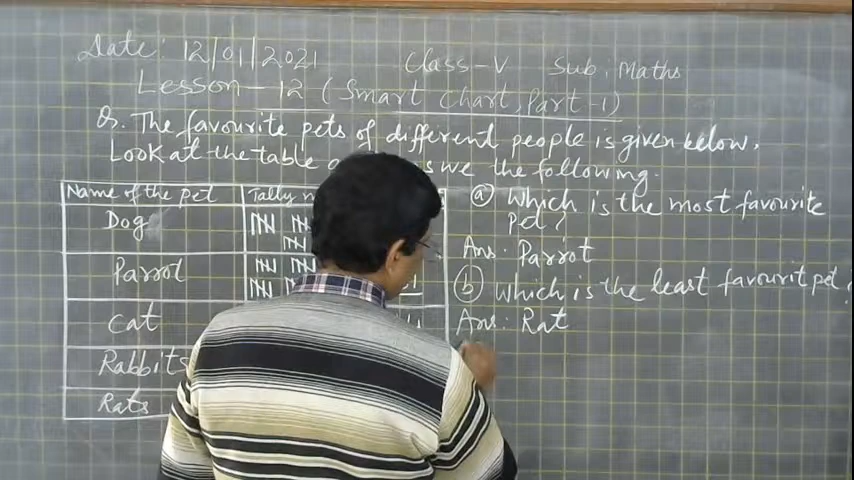 Date: 12/01/2021 Class-V Sub: Maths
Lesson-12 (Smart Chart, Part-1)
Q. The favourite pets of different people is given below.
Look at the table the following.
Name of the pet Tally
Dog
Parrot
Cat
Rabbits
Rats
(a) Which is the most favourite
pet?
Ans. Parrot
(b) Which is the least favourit pet?
Ans: Rat